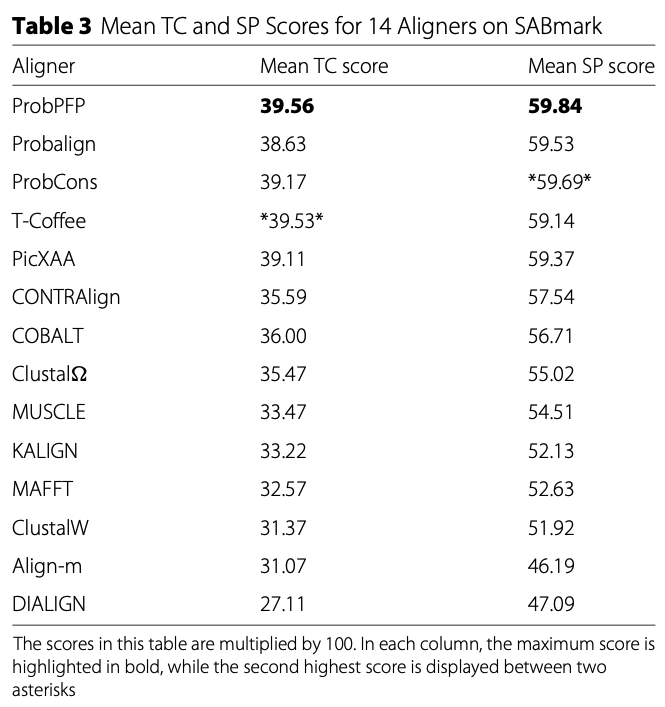 Table 3 Mean TC and SP Scores for 14 Aligners on SABmark
Aligner Mean TC score Mean SP score
ProbPFP 39.56 59.84
Probalign 38.63 59.53
ProbCons 39.17 *59.69*
T-Coffee *39.53* 59.14
PicXAA 39.11 59.37
CONTRAlign 35.59 57.54
COBALT 36.00 56.71
ClustalΩ 35.47 55.02
MUSCLE 33.47 54.51
KALIGN 33.22 52.13
MAFFT 32.57 52.63
ClustalW 31.37 51.92
Align-m 31.07 46.19
DIALIGN 27.11 47.09
The scores in this table are multiplied by 100. In each column, the maximum score is
highlighted in bold, while the second highest score is displayed between two
asterisks